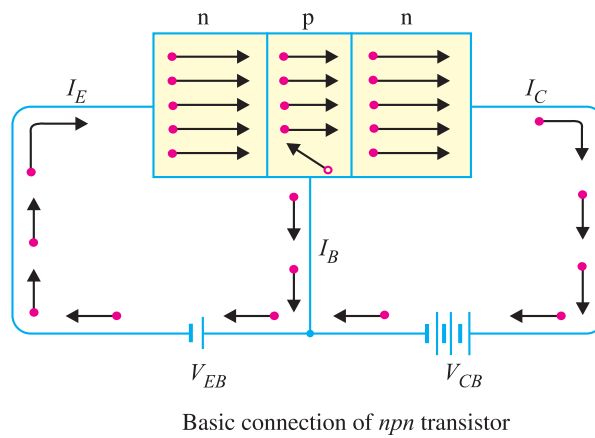 n p n
I_E I_C
I_B
V_EB V_CB
Basic connection of npn transistor